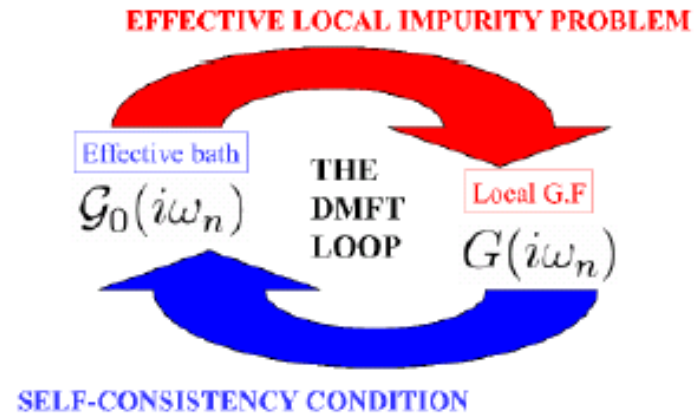 EFFECTIVE LOCAL IMPURITY PROBLEM
Effective bath
𝒢₀(iωₙ)
THE
DMFT
LOOP
Local G.F
G(iωₙ)
SELF-CONSISTENCY CONDITION